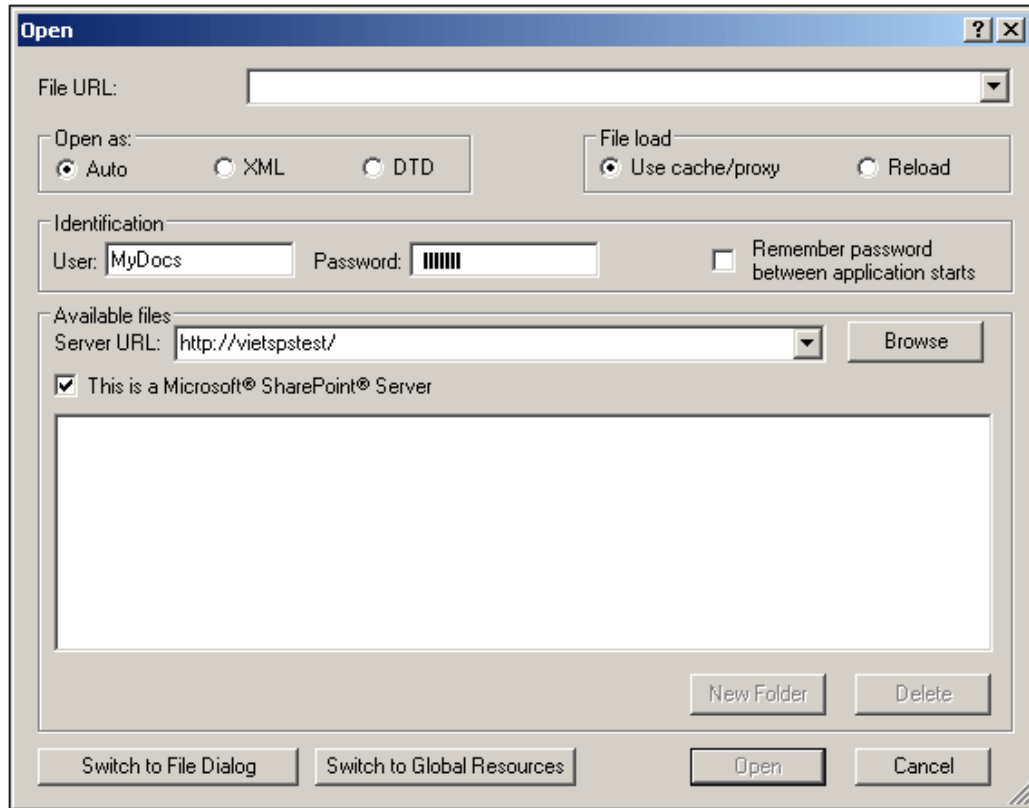 Open
File URL:
Open as:
File load
Auto
XML
DTD
Use cache/proxy
Reload
Identification
User: MyDocs
Password:
Remember password
between application starts
Available files
Server URL: http://vietspstest/
Browse
This is a Microsoft® SharePoint® Server
New Folder
Delete
Switch to File Dialog
Switch to Global Resources
Open
Cancel